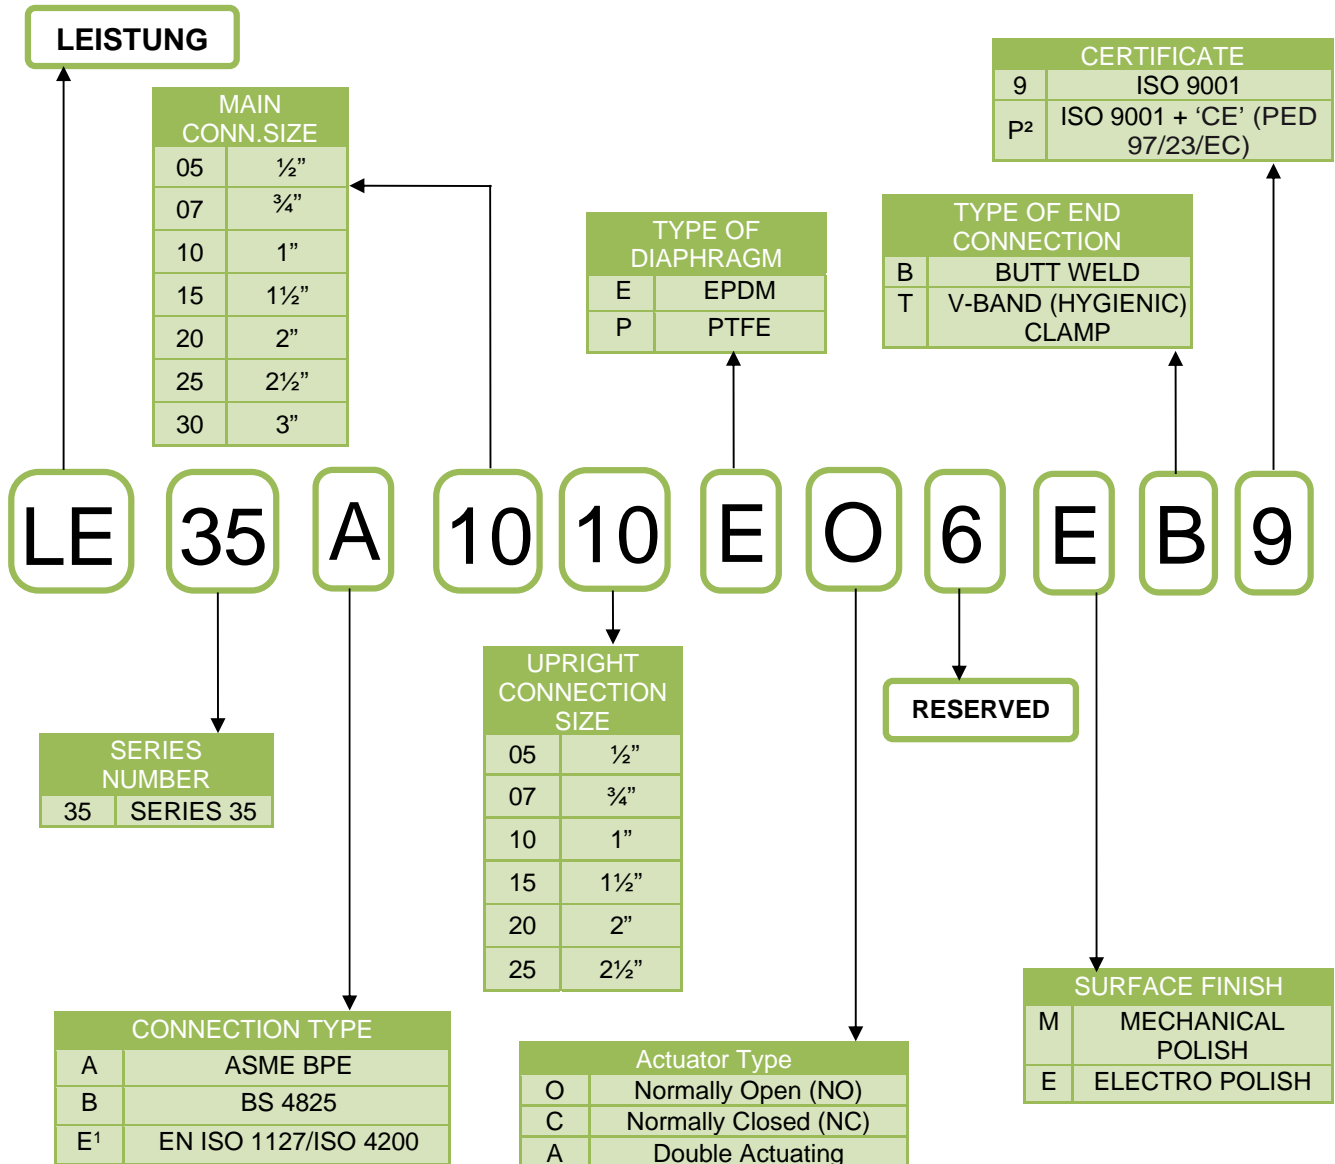 LEISTUNG
CERTIFICATE
9 ISO 9001
P² ISO 9001 + ‘CE’ (PED
97/23/EC)
MAIN
CONN.SIZE
05 ½”
07 ¾”
10 1”
15 1½”
20 2”
25 2½”
30 3”
TYPE OF
DIAPHRAGM
E EPDM
P PTFE
TYPE OF END
CONNECTION
B BUTT WELD
T V-BAND (HYGIENIC)
CLAMP
LE 35 A 10 10 E O 6 E B 9
SERIES
NUMBER
35 SERIES 35
UPRIGHT
CONNECTION
SIZE
05 ½”
07 ¾”
10 1”
15 1½”
20 2”
25 2½”
RESERVED
CONNECTION TYPE
A ASME BPE
B BS 4825
E¹ EN ISO 1127/ISO 4200
Actuator Type
O Normally Open (NO)
C Normally Closed (NC)
A Double Actuating
SURFACE FINISH
M MECHANICAL
POLISH
E ELECTRO POLISH